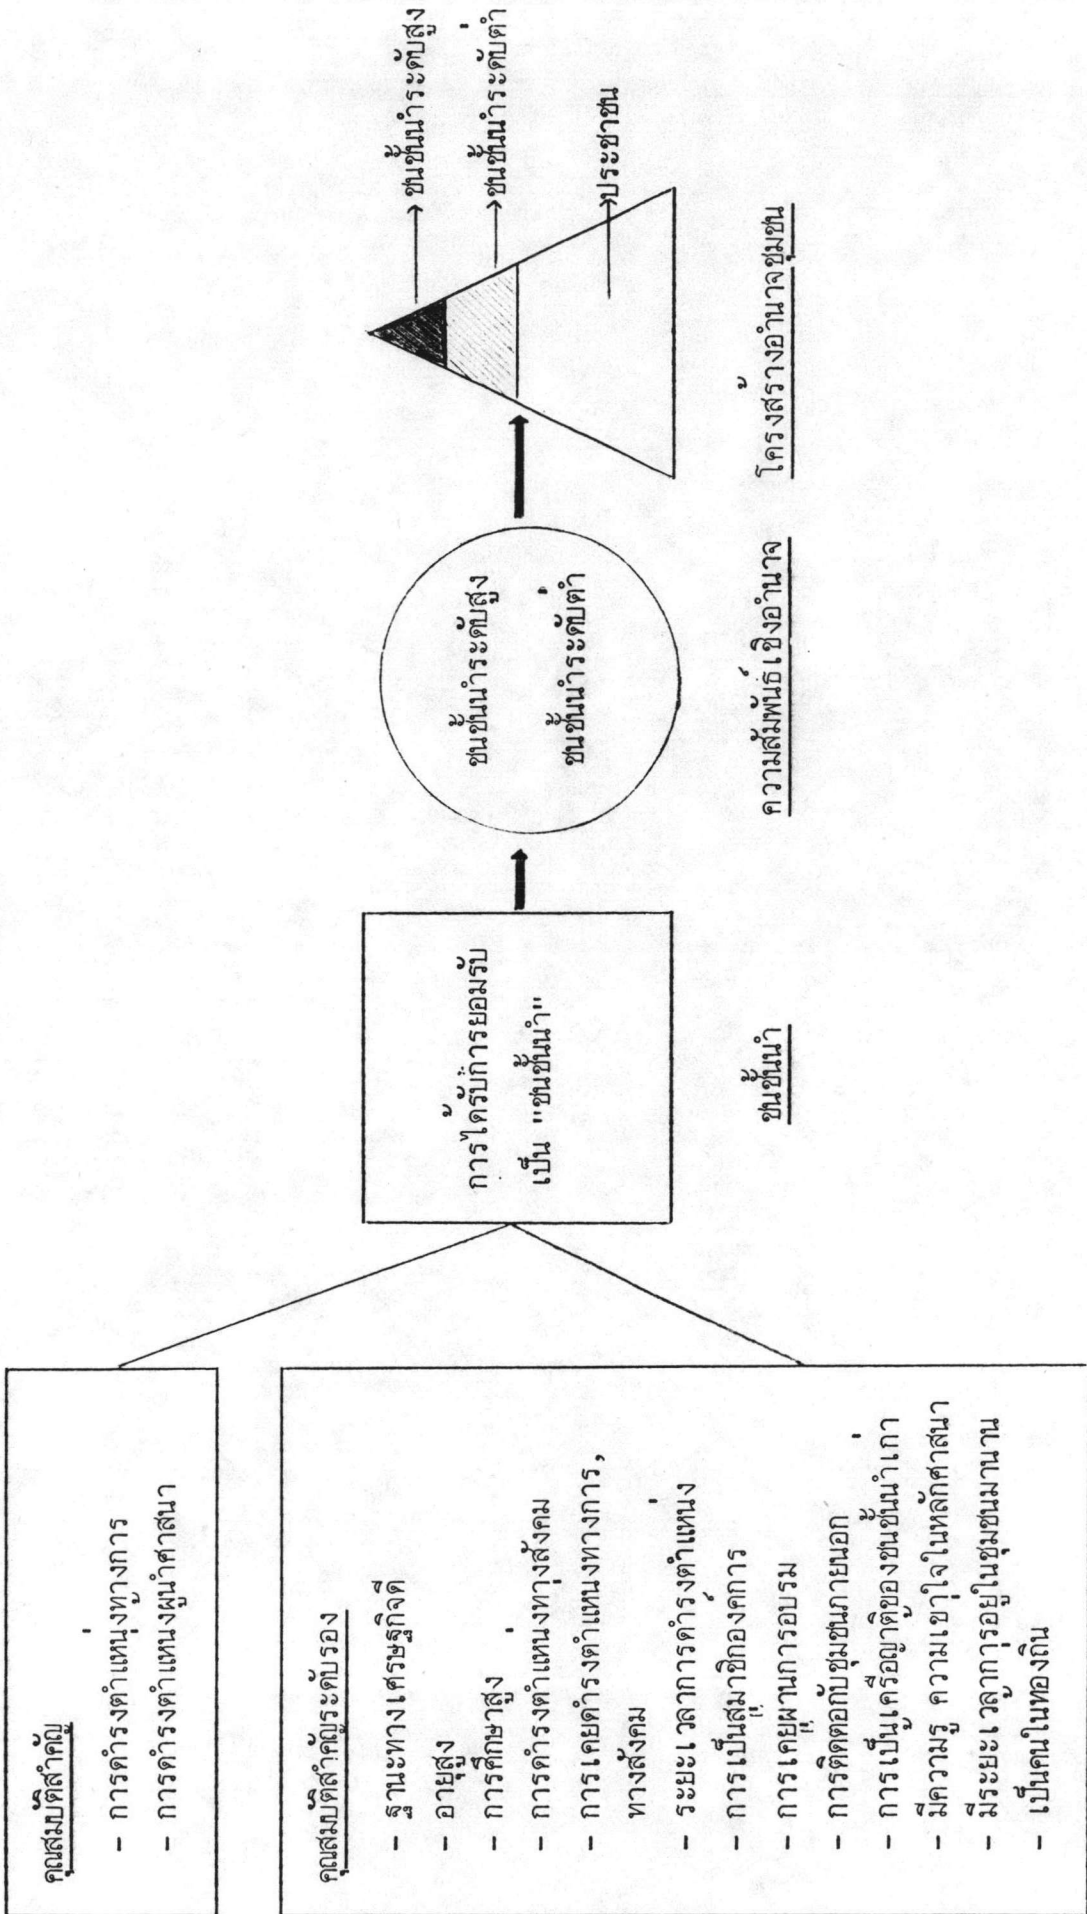 คุณสมบัติสำคัญ
- การดำรงตำแหน่งทางการ
- การดำรงตำแหน่งผู้นำศาสนา
คุณสมบัติสำคัญระดับรอง
- ฐานะทางเศรษฐกิจดี
- อายุสูง
- การศึกษาสูง
- การดำรงตำแหน่งทางสังคม
- การเคยดำรงตำแหน่งทางการ,
ทางสังคม
- ระยะเวลาการดำรงตำแหน่ง
- การเป็นสมาชิกองค์การ
- การเคยผ่านการอบรม
- การติดต่อกับชุมชนภายนอก
- การเป็นเครือญาติของชนชั้นนำเก่า
- มีความรู้ ความเข้าใจในหลักศาสนา
- มีระยะเวลาการอยู่ในชุมชนมานาน
- เป็นคนในท้องถิ่น
การได้รับการยอมรับ
เป็น "ชนชั้นนำ"
ชนชั้นนำ
ชนชั้นนำระดับสูง
ชนชั้นนำระดับต่ำ
ความสัมพันธ์เชิงอำนาจ
ชนชั้นนำระดับสูง
ชนชั้นนำระดับต่ำ
ประชาชน
โครงสร้างอำนาจชุมชน